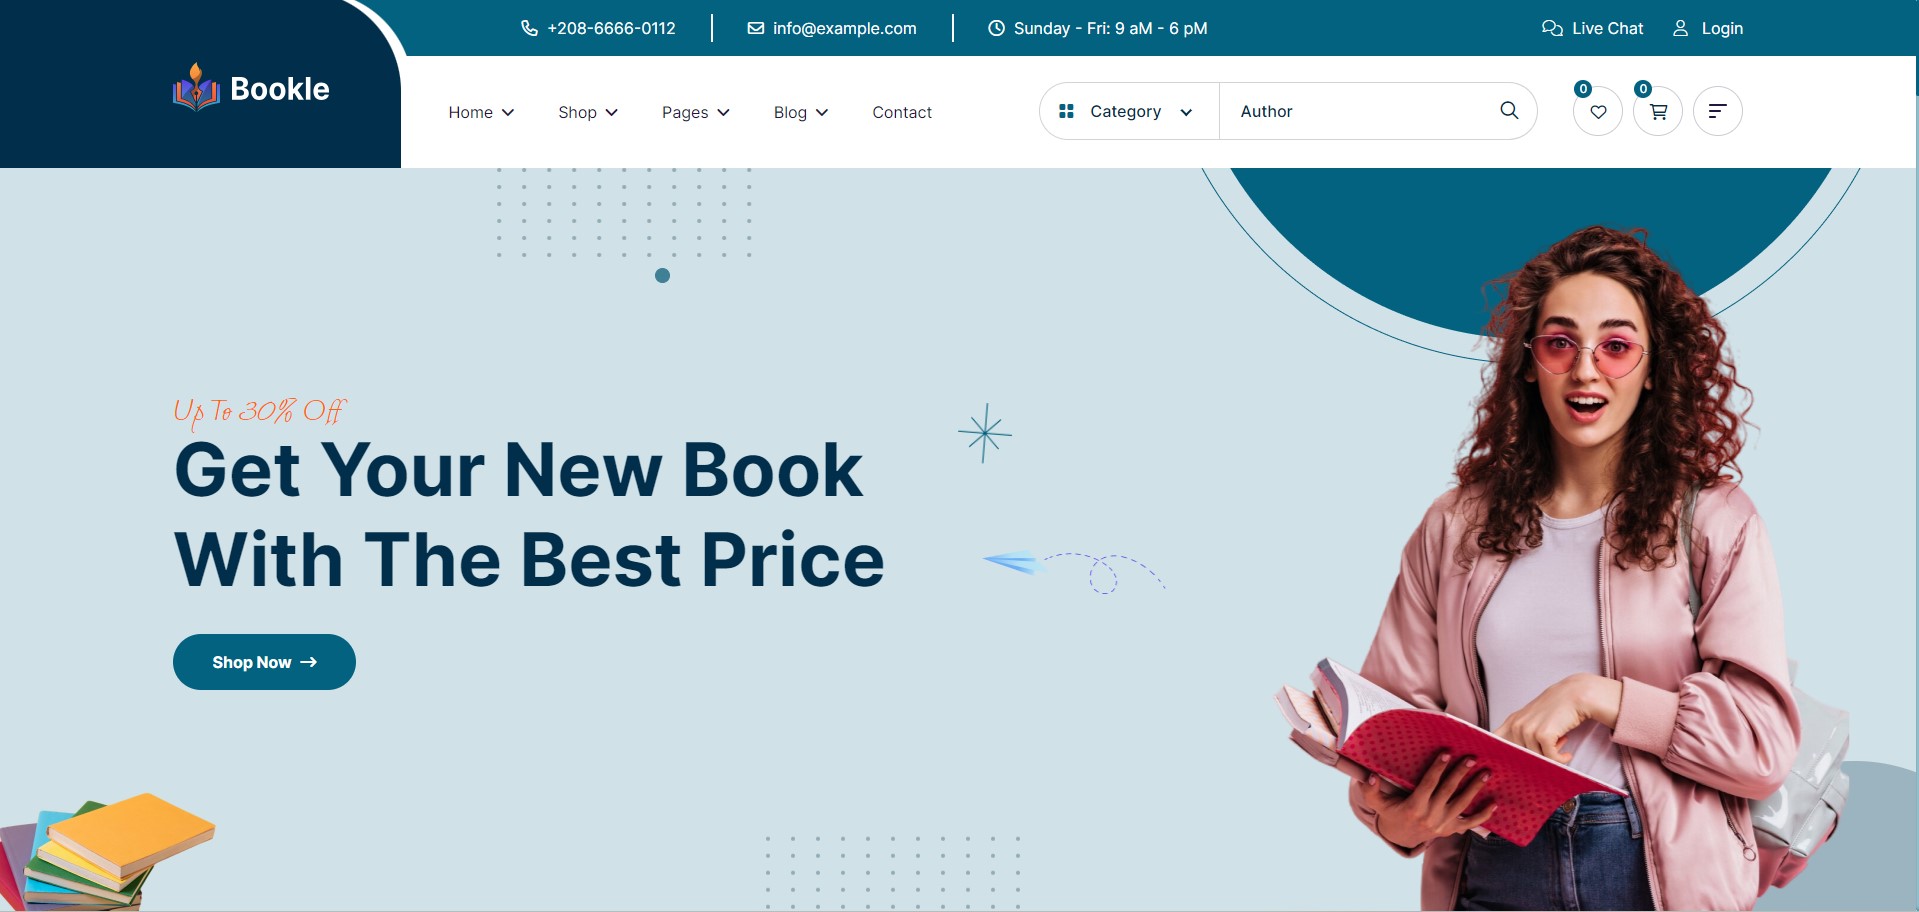 +208-6666-0112
info@example.com
Sunday - Fri: 9 aM - 6 pM
Live Chat
Login
Bookle
Home
Shop
Pages
Blog
Contact
Category
Author
0
0
Up To 30% Off
Get Your New Book
With The Best Price
Shop Now